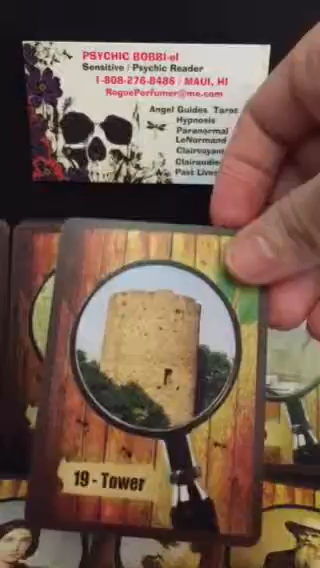 PSYCHIC BOBBI-el
Sensitive / Psychic Reader
1-808-276-8486 / MAUI, HI
RoguePerfumer@me.com
Angel Guides Tarot
Hypnosis
Paranormal
LeNormand
Past Lives
19 - Tower